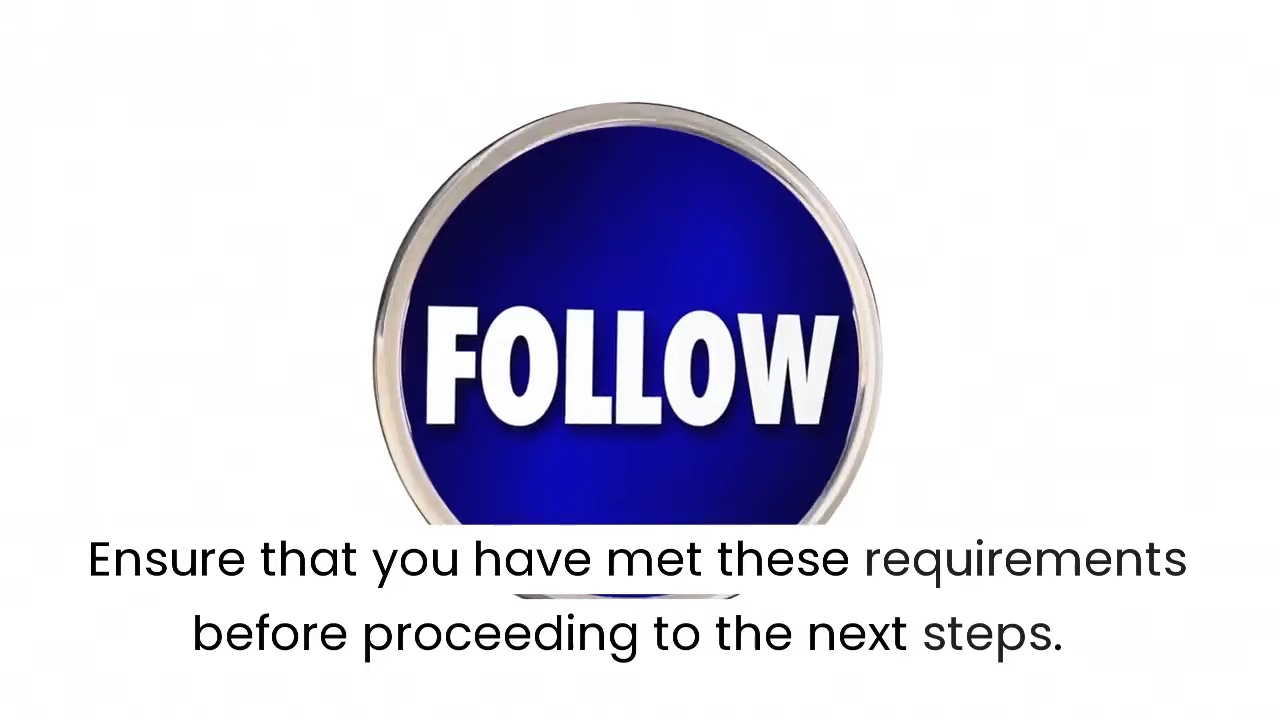 FOLLOW
Ensure that you have met these requirements
before proceeding to the next steps.